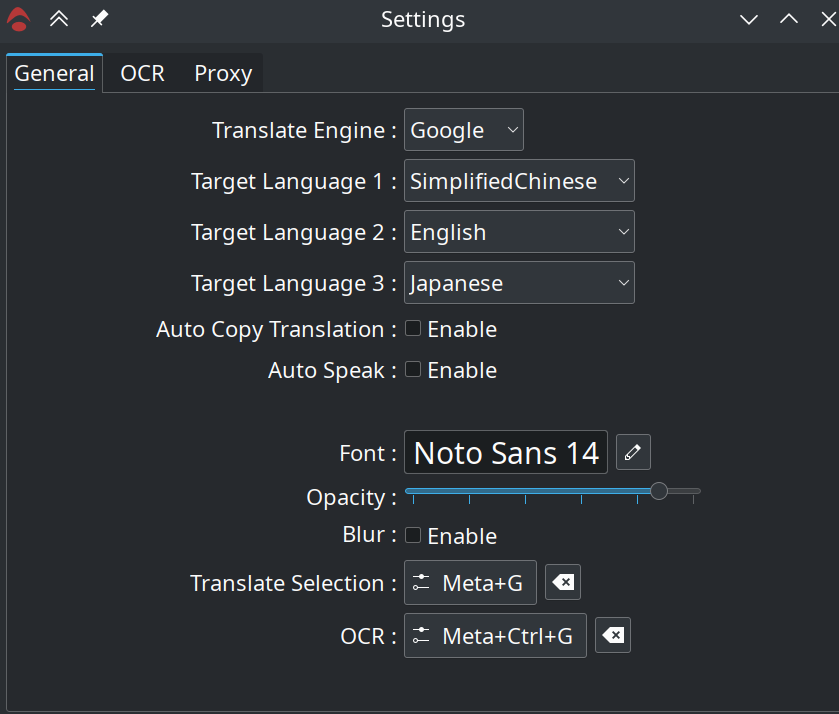 Settings
General OCR Proxy
Translate Engine : Google
Target Language 1 : SimplifiedChinese
Target Language 2 : English
Target Language 3 : Japanese
Auto Copy Translation : Enable
Auto Speak : Enable
Font : Noto Sans 14
Opacity :
Blur : Enable
Translate Selection : Meta+G
OCR : Meta+Ctrl+G